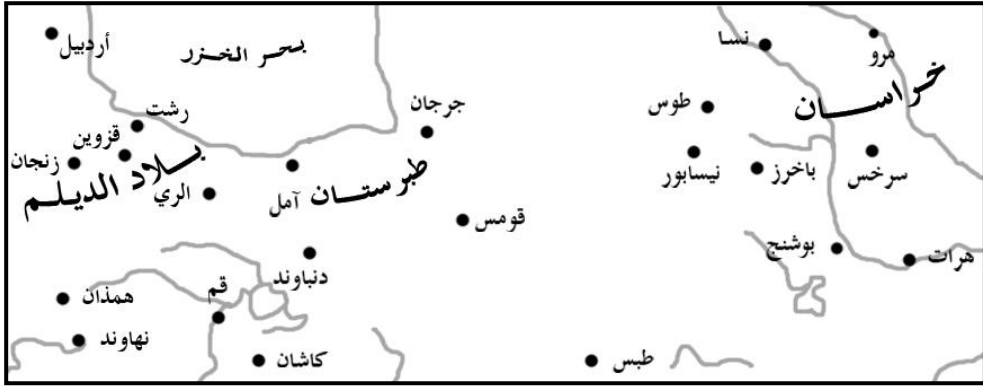 أردبيل
بحر الخزر
نسا
مرو
خراسان
رشت
جرجان
طوس
قزوين
زنجان
بلاد الديلم
الري
آمل
طبرستان
نيسابور
باخرز
سرخس
قومس
بوشنج
هرات
دنباوند
همذان
قم
نهاوند
كاشان
طبس